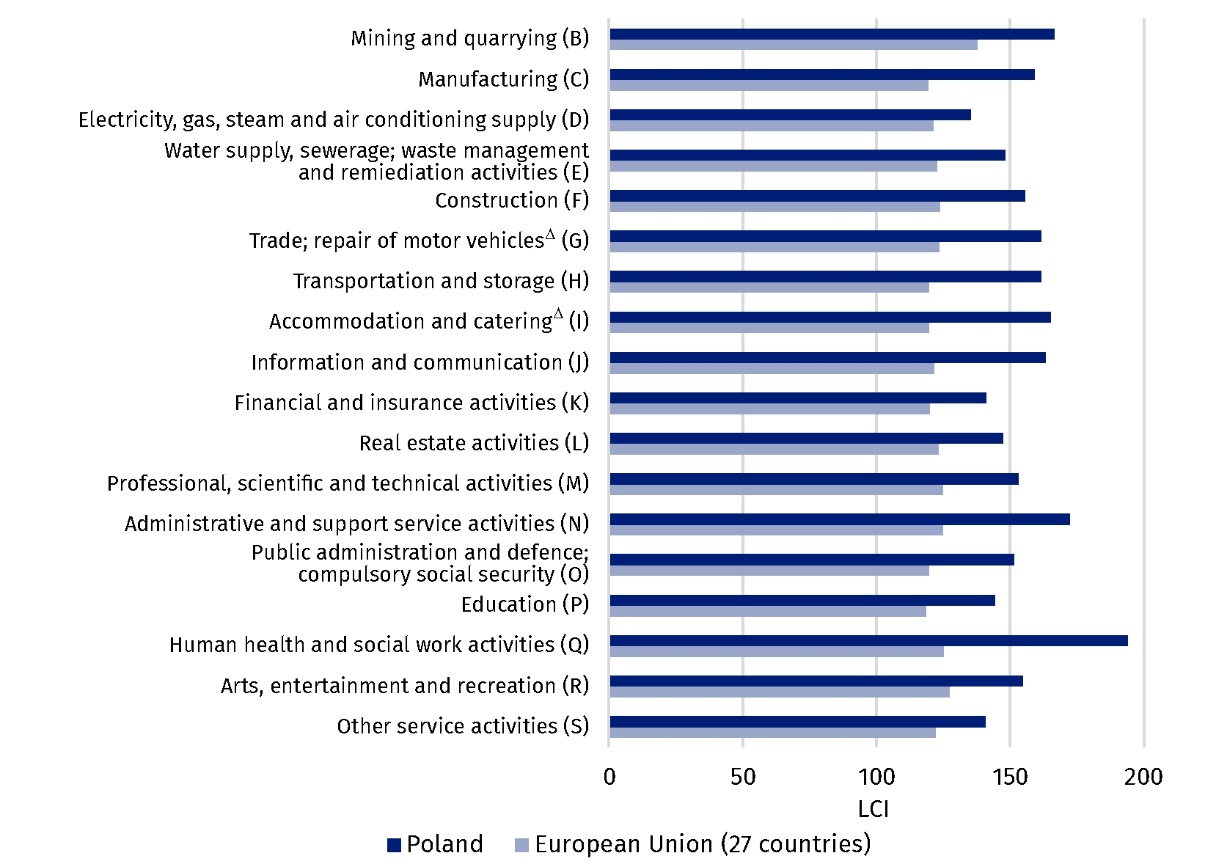 Mining and quarrying (B)
Manufacturing (C)
Electricity, gas, steam and air conditioning supply (D)
Water supply, sewerage; waste management
and remiediation activities (E)
Construction (F)
Trade; repair of motor vehicles^Δ (G)
Transportation and storage (H)
Accommodation and catering^Δ (I)
Information and communication (J)
Financial and insurance activities (K)
Real estate activities (L)
Professional, scientific and technical activities (M)
Administrative and support service activities (N)
Public administration and defence;
compulsory social security (O)
Education (P)
Human health and social work activities (Q)
Arts, entertainment and recreation (R)
Other service activities (S)
0 50 100 150 200
LCI
Poland European Union (27 countries)